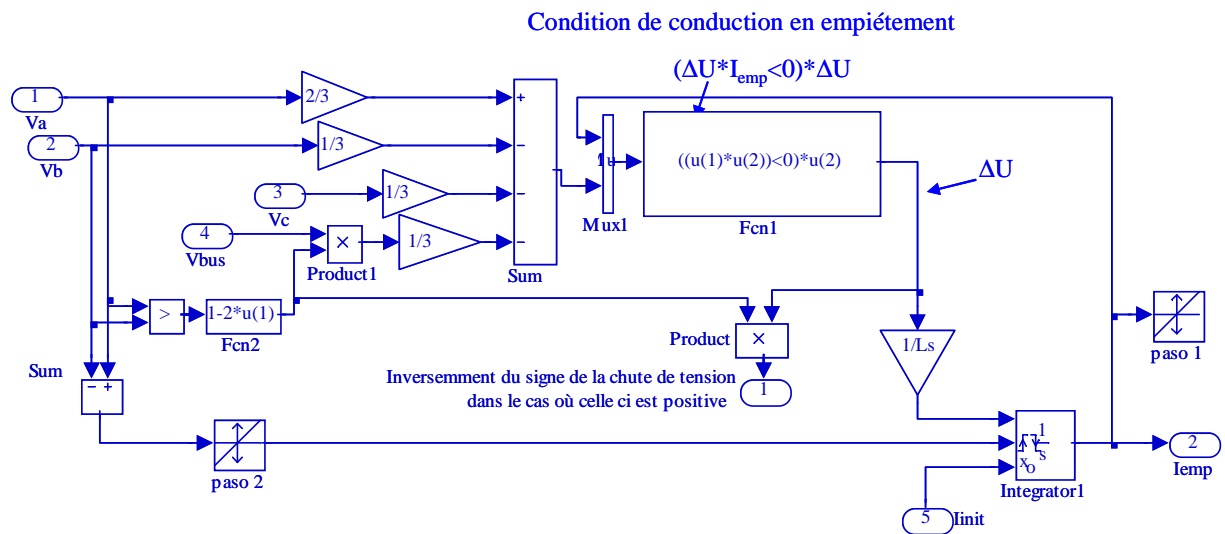 Condition de conduction en empiétement
(ΔU*Iemp<0)*ΔU
1
Va
2
Vb
3
Vc
4
Vbus
2/3
1/3
1/3
1/3
+
−
−
−
Sum
×
Product1
Mux1
((u(1)*u(2))<0)*u(2)
Fcn1
ΔU
>
1-2*u(1)
Fcn2
Sum
− +
Product
×
Inversemment du signe de la chute de tension
dans le cas où celle ci est positive
1
1/Ls
paso 1
paso 2
1
s
xo
Integrator1
2
Iemp
5
Iinit